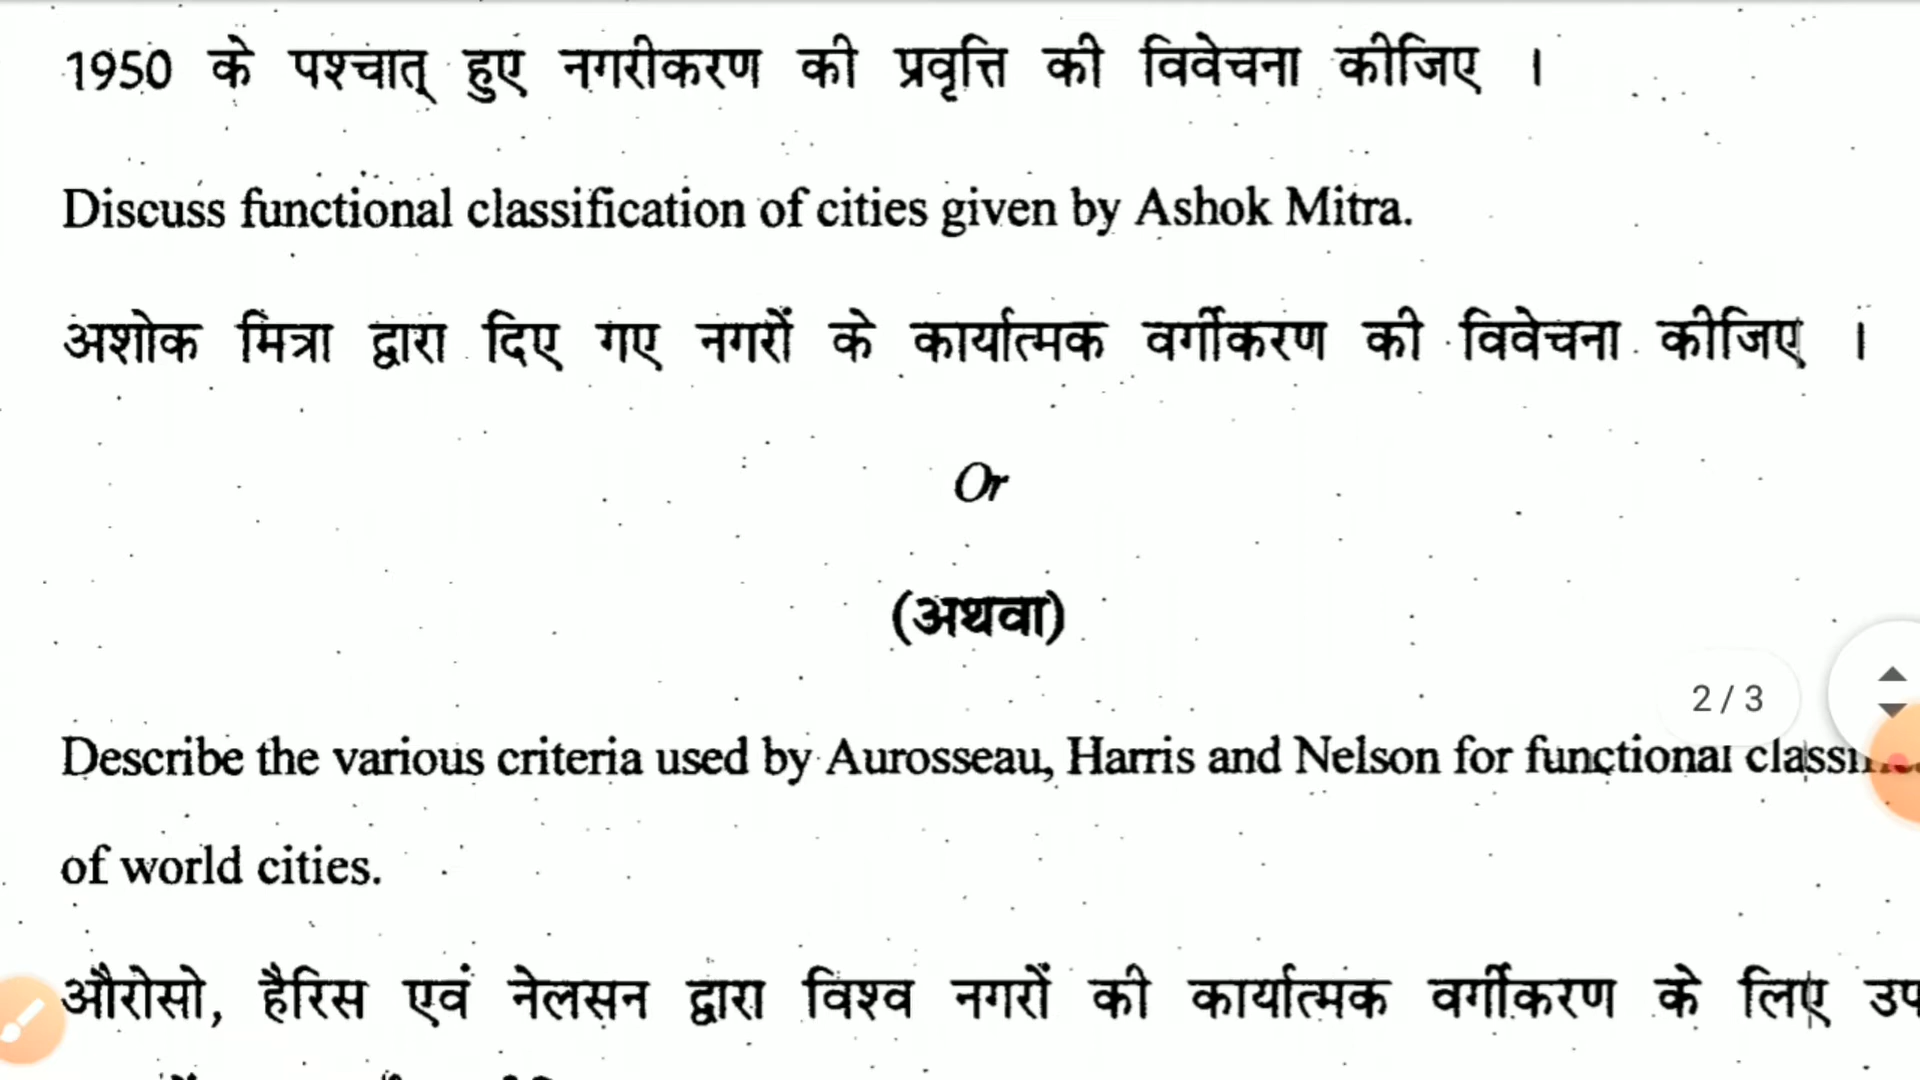 1950 के पश्चात् हुए नगरीकरण की प्रवृत्ति की विवेचना कीजिए ।
Discuss functional classification of cities given by Ashok Mitra.
अशोक मित्रा द्वारा दिए गए नगरों के कार्यात्मक वर्गीकरण की विवेचना कीजिए ।
Or
(अथवा)
2 / 3
Describe the various criteria used by Aurosseau, Harris and Nelson for functional
of world cities.
औरोसो, हैरिस एवं नेलसन द्वारा विश्व नगरों की कार्यात्मक वर्गीकरण के लिए